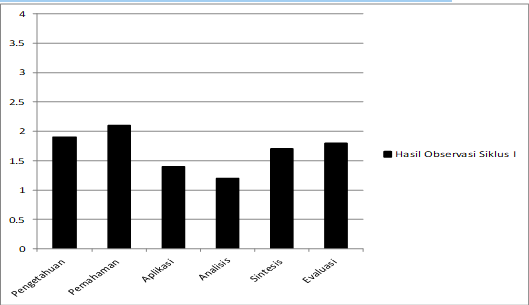 4
3.5
3
2.5
2
1.5
1
0.5
0
Pengetahuan
Pemahaman
Aplikasi
Analisis
Sintesis
Evaluasi
Hasil Observasi Siklus I